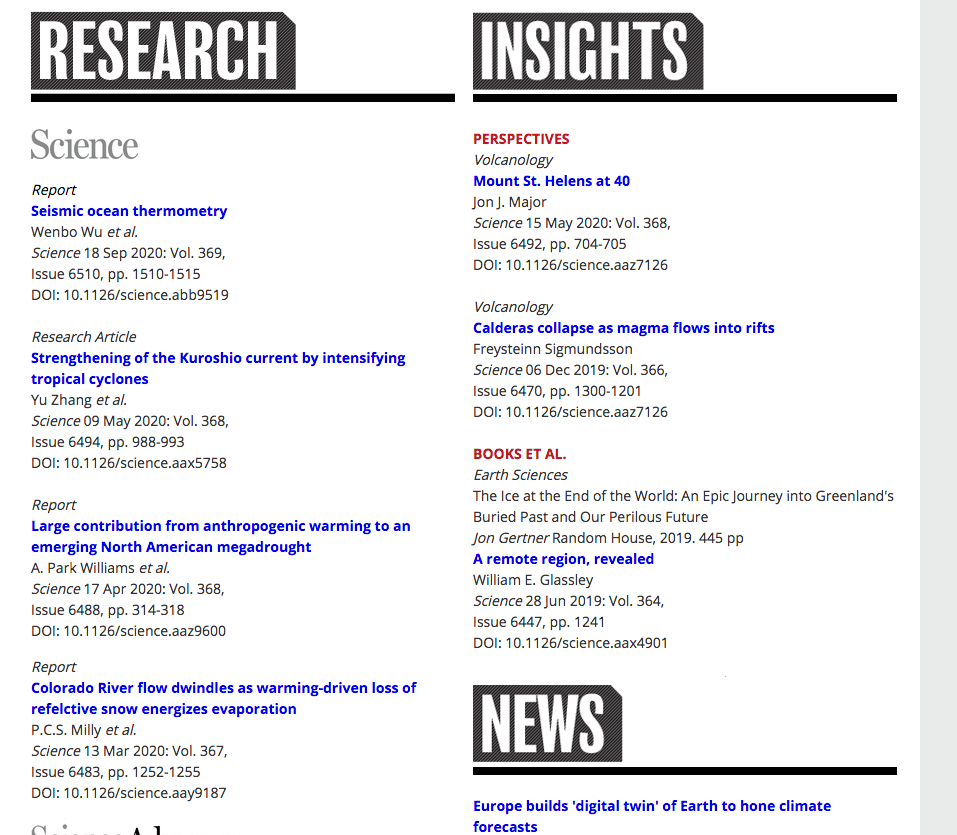 RESEARCH
Science
Report
Seismic ocean thermometry
Wenbo Wu et al.
Science 18 Sep 2020: Vol. 369,
Issue 6510, pp. 1510-1515
DOI: 10.1126/science.abb9519
Research Article
Strengthening of the Kuroshio current by intensifying
tropical cyclones
Yu Zhang et al.
Science 09 May 2020: Vol. 368,
Issue 6494, pp. 988-993
DOI: 10.1126/science.aax5758
Report
Large contribution from anthropogenic warming to an
emerging North American megadrought
A. Park Williams et al.
Science 17 Apr 2020: Vol. 368,
Issue 6488, pp. 314-318
DOI: 10.1126/science.aaz9600
Report
Colorado River flow dwindles as warming-driven loss of
refelctive snow energizes evaporation
P.C.S. Milly et al.
Science 13 Mar 2020: Vol. 367,
Issue 6483, pp. 1252-1255
DOI: 10.1126/science.aay9187
INSIGHTS
PERSPECTIVES
Volcanology
Mount St. Helens at 40
Jon J. Major
Science 15 May 2020: Vol. 368,
Issue 6492, pp. 704-705
DOI: 10.1126/science.aaz7126
Volcanology
Calderas collapse as magma flows into rifts
Freysteinn Sigmundsson
Science 06 Dec 2019: Vol. 366,
Issue 6470, pp. 1300-1201
DOI: 10.1126/science.aaz7126
BOOKS ET AL.
Earth Sciences
The Ice at the End of the World: An Epic Journey into Greenland's
Buried Past and Our Perilous Future
Jon Gertner Random House, 2019. 445 pp
A remote region, revealed
William E. Glassley
Science 28 Jun 2019: Vol. 364,
Issue 6447, pp. 1241
DOI: 10.1126/science.aax4901
NEWS
Europe builds 'digital twin' of Earth to hone climate
forecasts